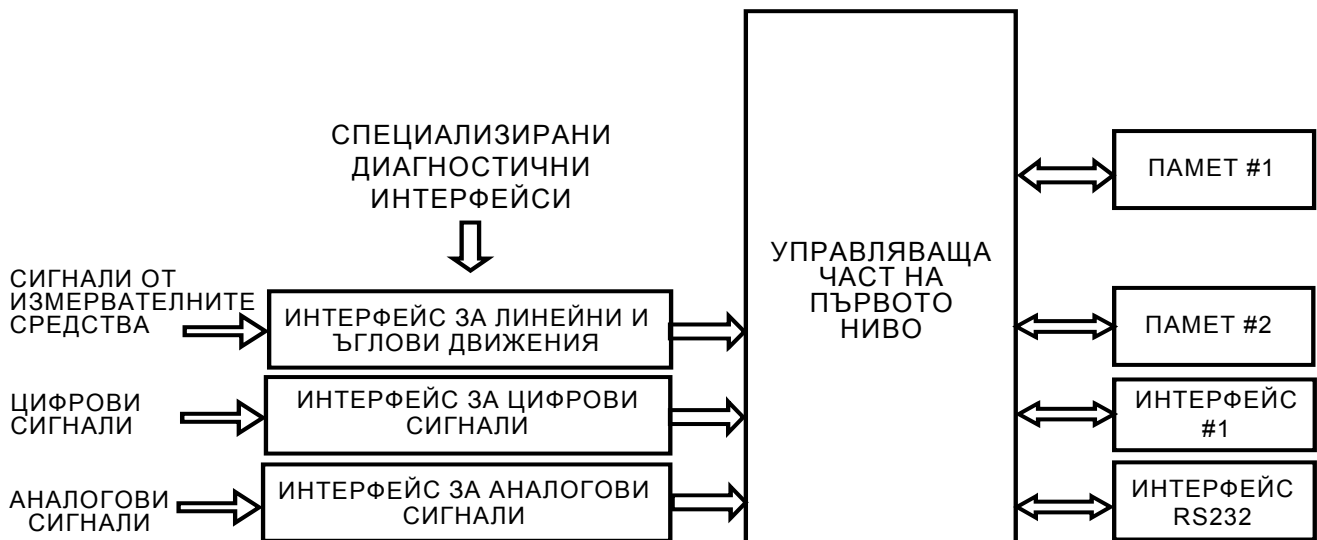 СПЕЦИАЛИЗИРАНИ
ДИАГНОСТИЧНИ
ИНТЕРФЕЙСИ
СИГНАЛИ ОТ
ИЗМЕРВАТЕЛНИТЕ
СРЕДСТВА
ИНТЕРФЕЙС ЗА ЛИНЕЙНИ И
ЪГЛОВИ ДВИЖЕНИЯ
ЦИФРОВИ
СИГНАЛИ
ИНТЕРФЕЙС ЗА ЦИФРОВИ
СИГНАЛИ
АНАЛОГОВИ
СИГНАЛИ
ИНТЕРФЕЙС ЗА АНАЛОГОВИ
СИГНАЛИ
УПРАВЛЯВАЩА
ЧАСТ НА
ПЪРВОТО
НИВО
ПАМЕТ #1
ПАМЕТ #2
ИНТЕРФЕЙС
#1
ИНТЕРФЕЙС
RS232